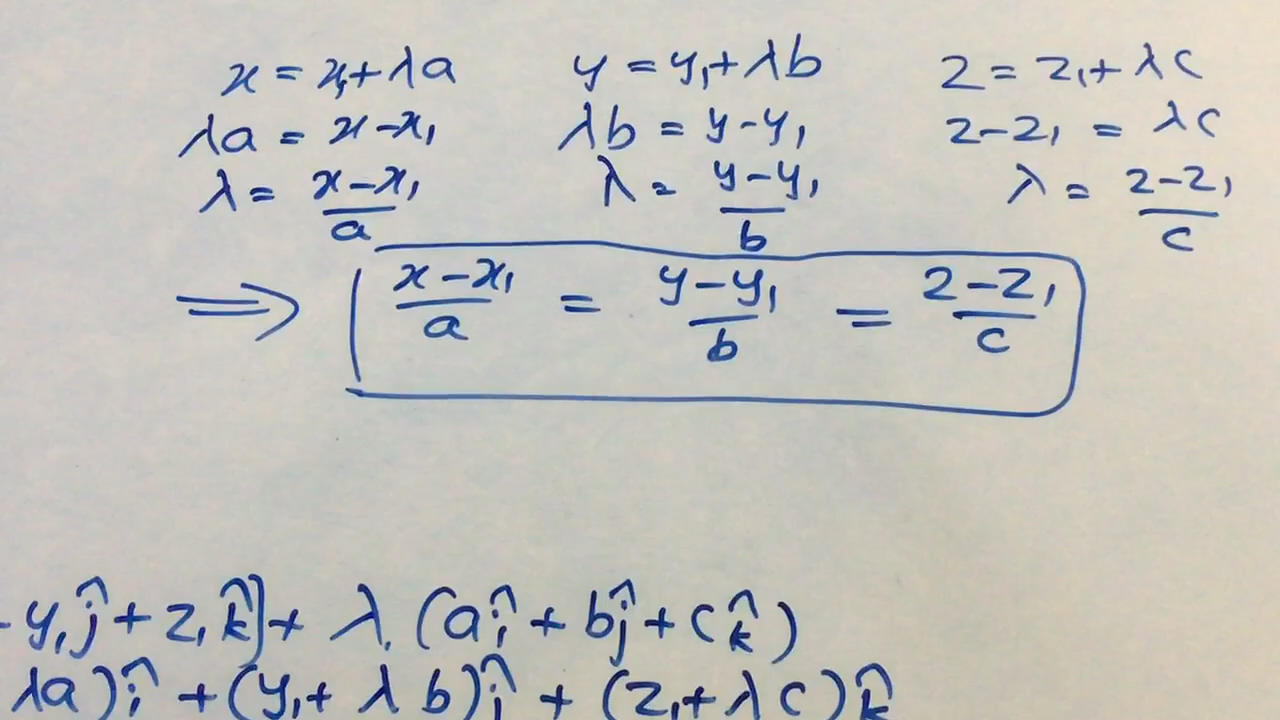 x = x₁+λa y = y₁+λb z = z₁+λc
λa = x-x₁ λb = y-y₁ z-z₁ = λc
λ = (x-x₁)/a λ = (y-y₁)/b λ = (z-z₁)/c
⇒ (x-x₁)/a = (y-y₁)/b = (z-z₁)/c
y₁ĵ + z₁k̂] + λ (aî + bĵ + ck̂)
λa)î + (y₁+ λb)ĵ + (z₁+λc)k̂